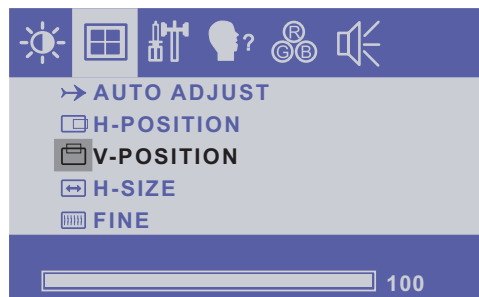 ? R G B
AUTO ADJUST
H-POSITION
V-POSITION
H-SIZE
FINE
100